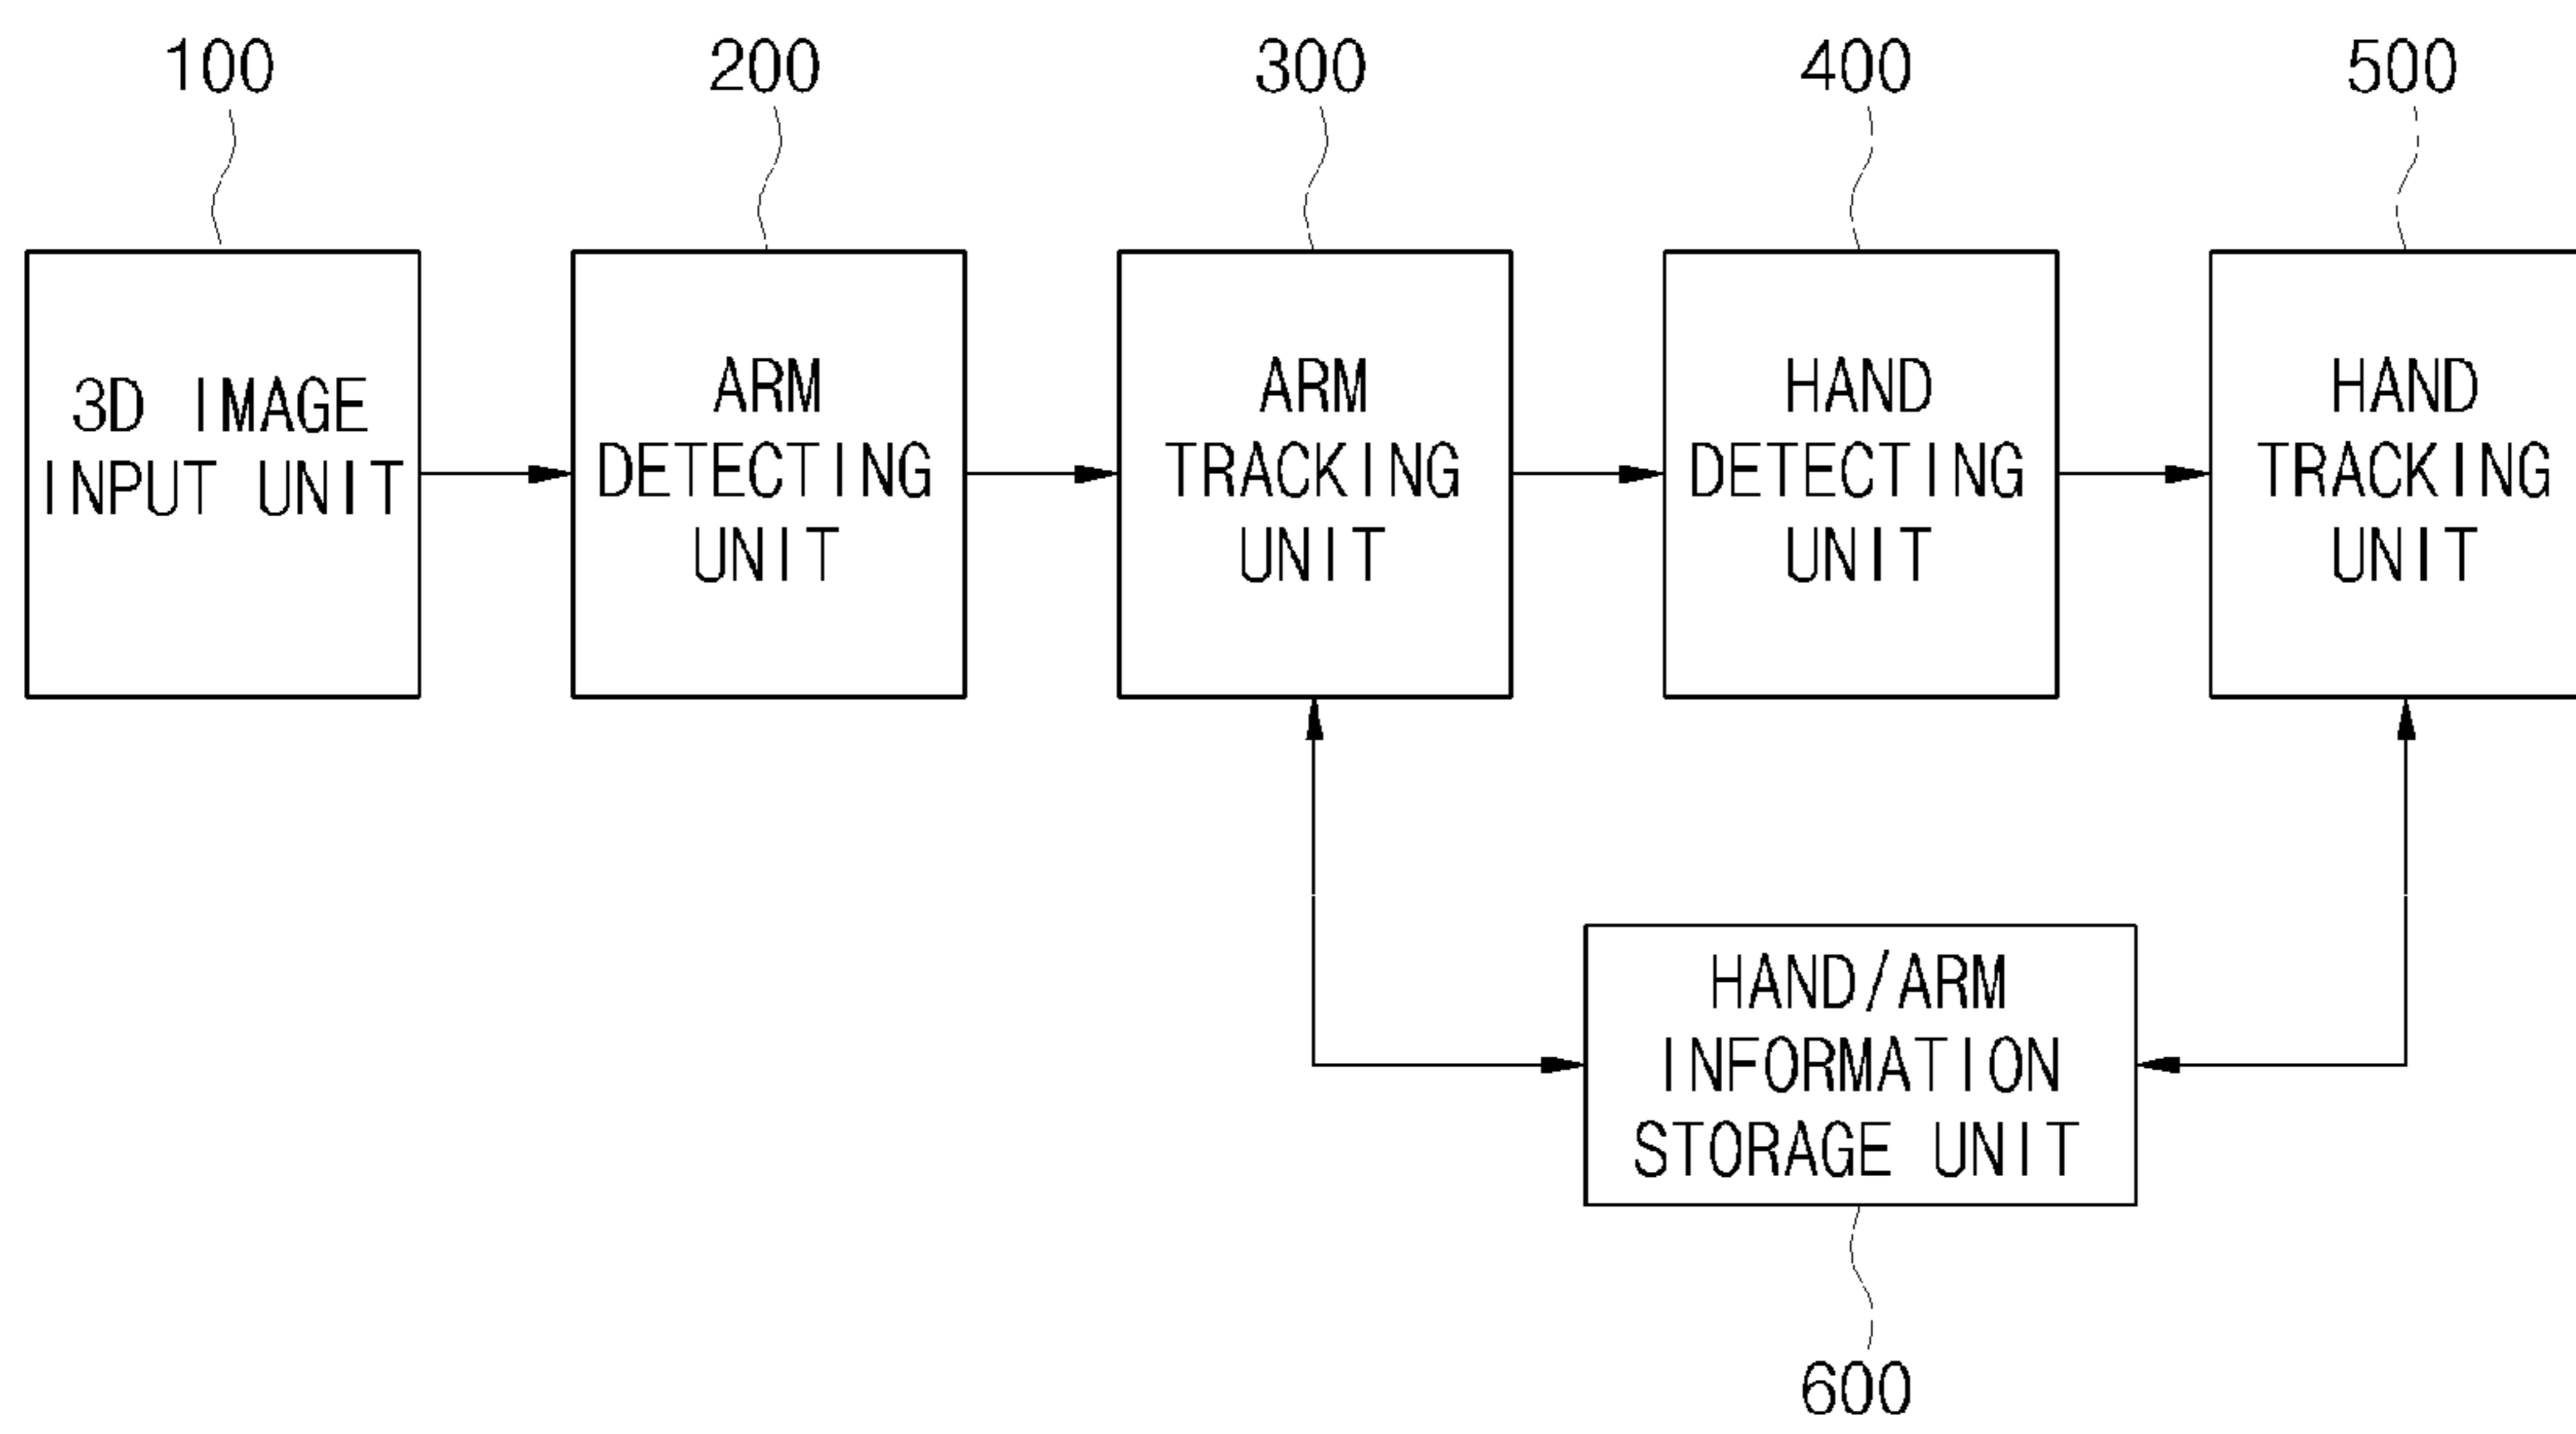 100
200
300
400
500
3D IMAGE
INPUT UNIT
ARM
DETECTING
UNIT
ARM
TRACKING
UNIT
HAND
DETECTING
UNIT
HAND
TRACKING
UNIT
HAND/ARM
INFORMATION
STORAGE UNIT
600